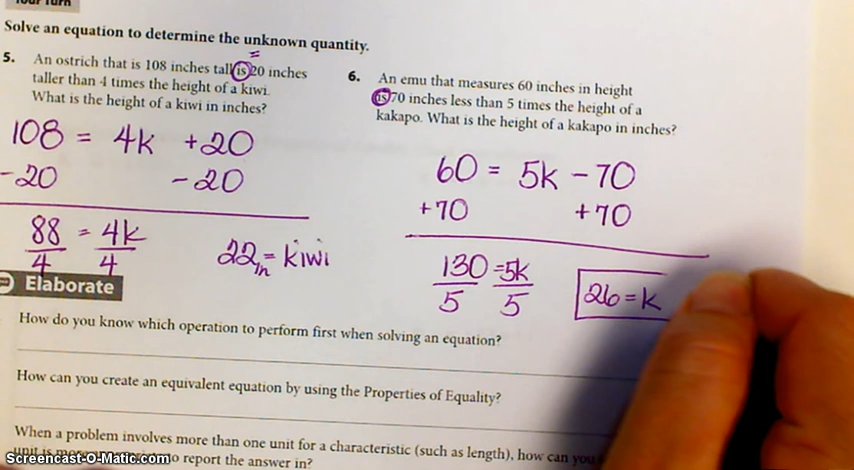 Your Turn
Solve an equation to determine the unknown quantity.
5. An ostrich that is 108 inches tall is 20 inches
taller than 4 times the height of a kiwi.
What is the height of a kiwi in inches?
=
108 = 4k +20
-20 -20
88 = 4k
4 4
22in = kiwi
6. An emu that measures 60 inches in height
is 70 inches less than 5 times the height of a
kakapo. What is the height of a kakapo in inches?
60 = 5k - 70
+70 +70
130 = 5k
5 5
26 = k
Elaborate
How do you know which operation to perform first when solving an equation?
How can you create an equivalent equation by using the Properties of Equality?
When a problem involves more than one unit for a characteristic (such as length), how can you
unit is to report the answer in?
Screencast-O-Matic.com